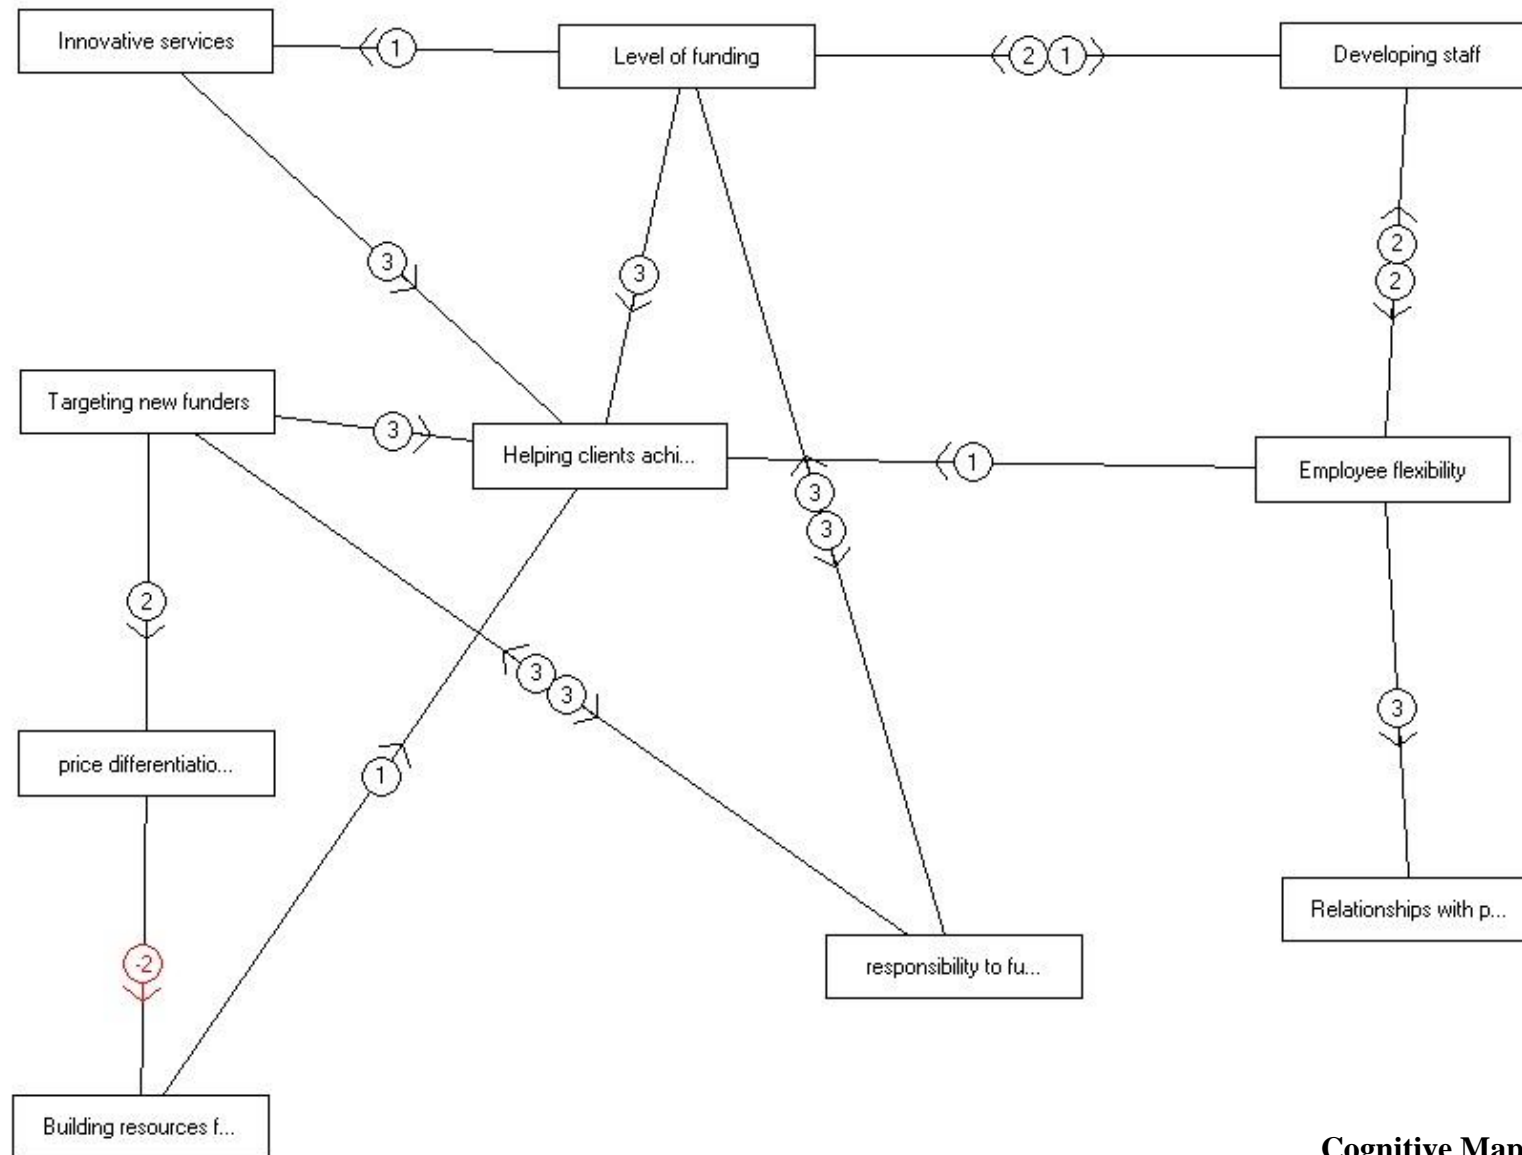 Innovative services
1
Level of funding
2
1
Developing staff
3
3
2
2
Targeting new funders
3
Helping clients achi...
1
Employee flexibility
3
3
2
3
3
3
price differentiatio...
1
Relationships with p...
-2
responsibility to fu...
Building resources f...
Cognitive Map